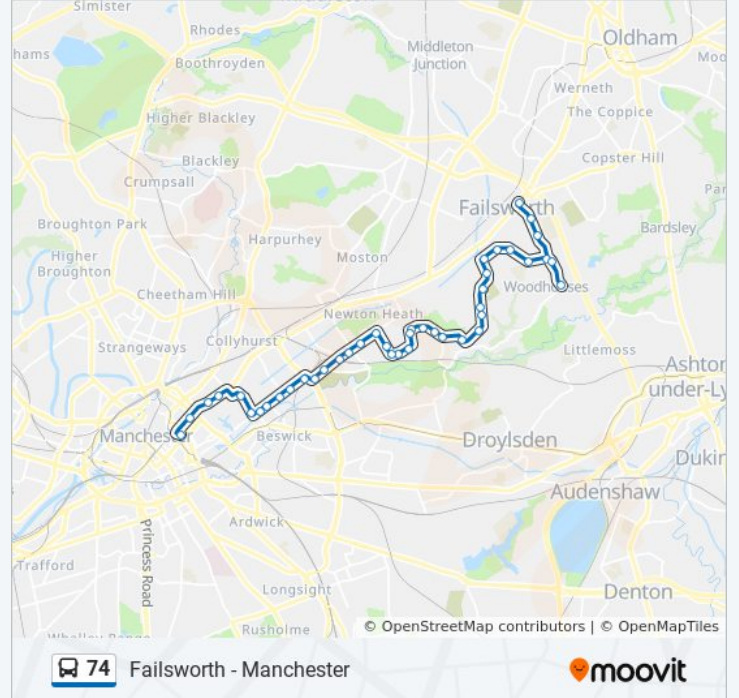 Simister
Rhodes
Oldham
hams
Boothroyden
Middleton
Junction
Moo
Werneth
The Coppice
Higher Blackley
Copster Hill
Blackley
Crumpsall
Par
Failsworth
Broughton Park
Bardsley
Harpurhey
Higher
Broughton
Moston
Cheetham Hill
Woodhouses
Newton Heath
Strangeways
Collyhurst
Littlemoss
Ashton
under-Ly
Manchester
Beswick
Droylsden
Dukin
Audenshaw
Princess Road
Ardwick
Trafford
Longsight
Denton
Rusholme
Whalley Range
© OpenStreetMap contributors | © OpenMapTiles
74 Failsworth - Manchester
moovit